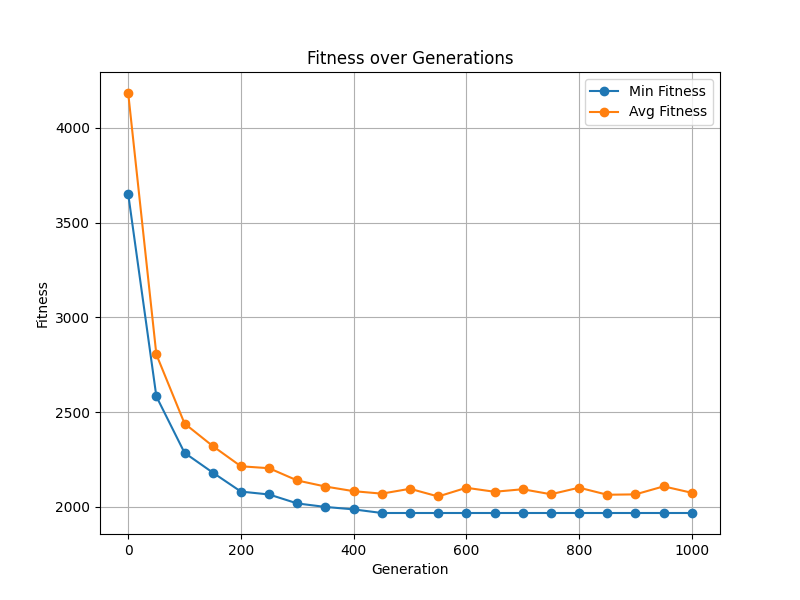 Fitness over Generations
Min Fitness
Avg Fitness
4000
3500
3000
2500
2000
Fitness
0 200 400 600 800 1000
Generation